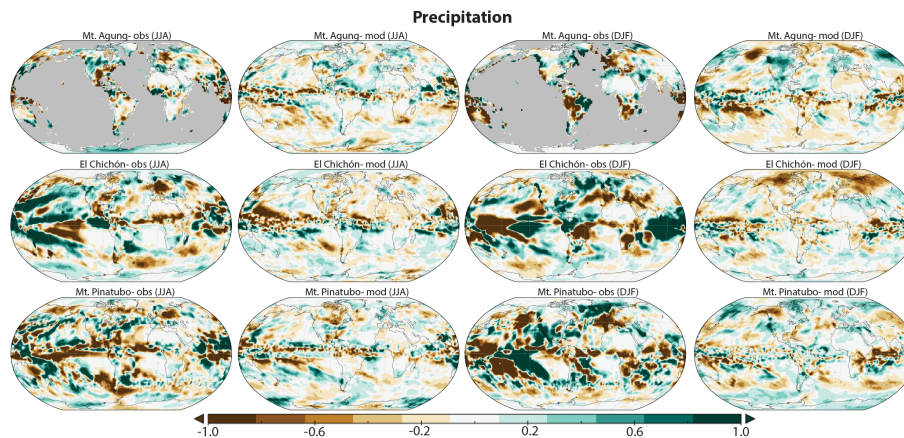 Precipitation
Mt. Agung- obs (JJA)
Mt. Agung- mod (JJA)
Mt. Agung- obs (DJF)
Mt. Agung- mod (DJF)
El Chichón- obs (JJA)
El Chichón- mod (JJA)
El Chichón- obs (DJF)
El Chichón- mod (DJF)
Mt. Pinatubo- obs (JJA)
Mt. Pinatubo- mod (JJA)
Mt. Pinatubo- obs (DJF)
Mt. Pinatubo- mod (DJF)
-1.0 -0.6 -0.2 0.2 0.6 1.0